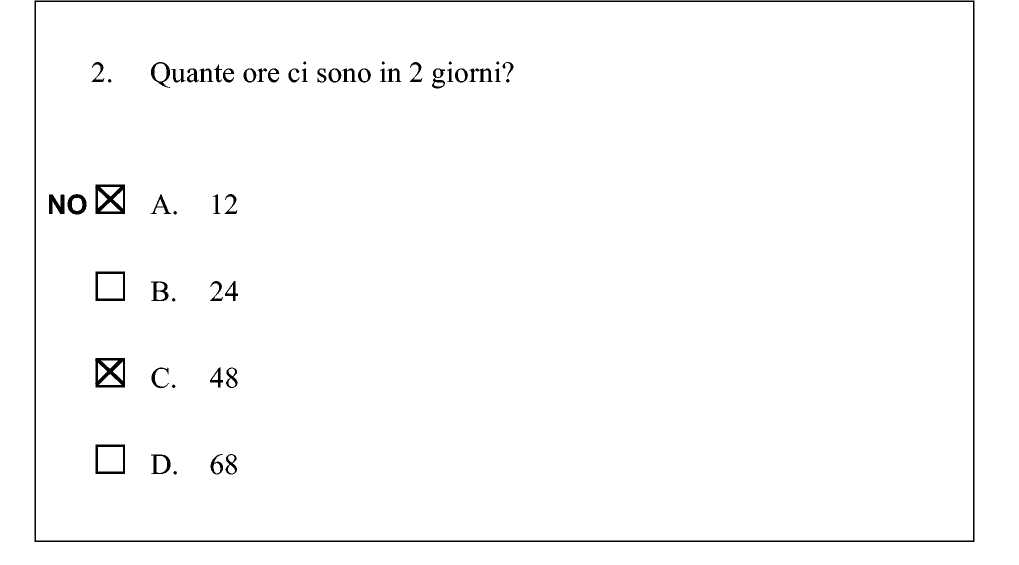 2. Quante ore ci sono in 2 giorni?
NO ☒ A. 12
☐ B. 24
☒ C. 48
☐ D. 68